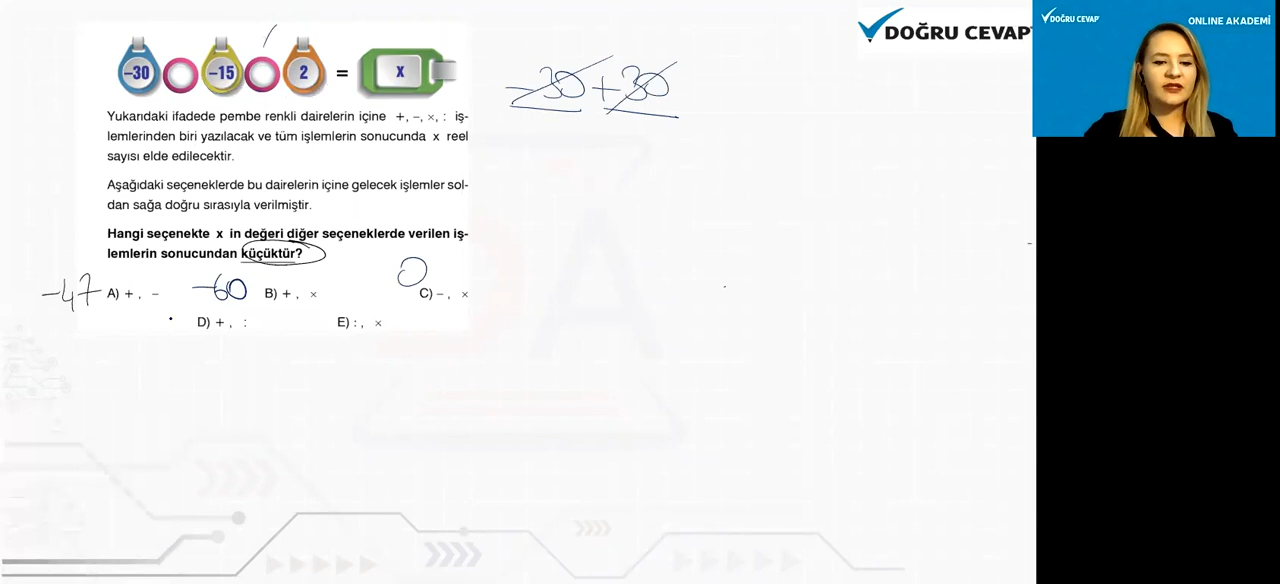 DOĞRU CEVAP
DOĞRU CEVAP
ONLINE AKADEMİ
-30 -15 2 = x
-30 + 30
Yukarıdaki ifadede pembe renkli dairelerin içine +, –, ×, : iş-
lemlerinden biri yazılacak ve tüm işlemlerin sonucunda x reel
sayısı elde edilecektir.
Aşağıdaki seçeneklerde bu dairelerin içine gelecek işlemler sol-
dan sağa doğru sırasıyla verilmiştir.
Hangi seçenekte x in değeri diğer seçeneklerde verilen iş-
lemlerin sonucundan küçüktür?
-47 A) + , – -60 B) + , × 0 C) – , ×
D) + , : E) : , ×